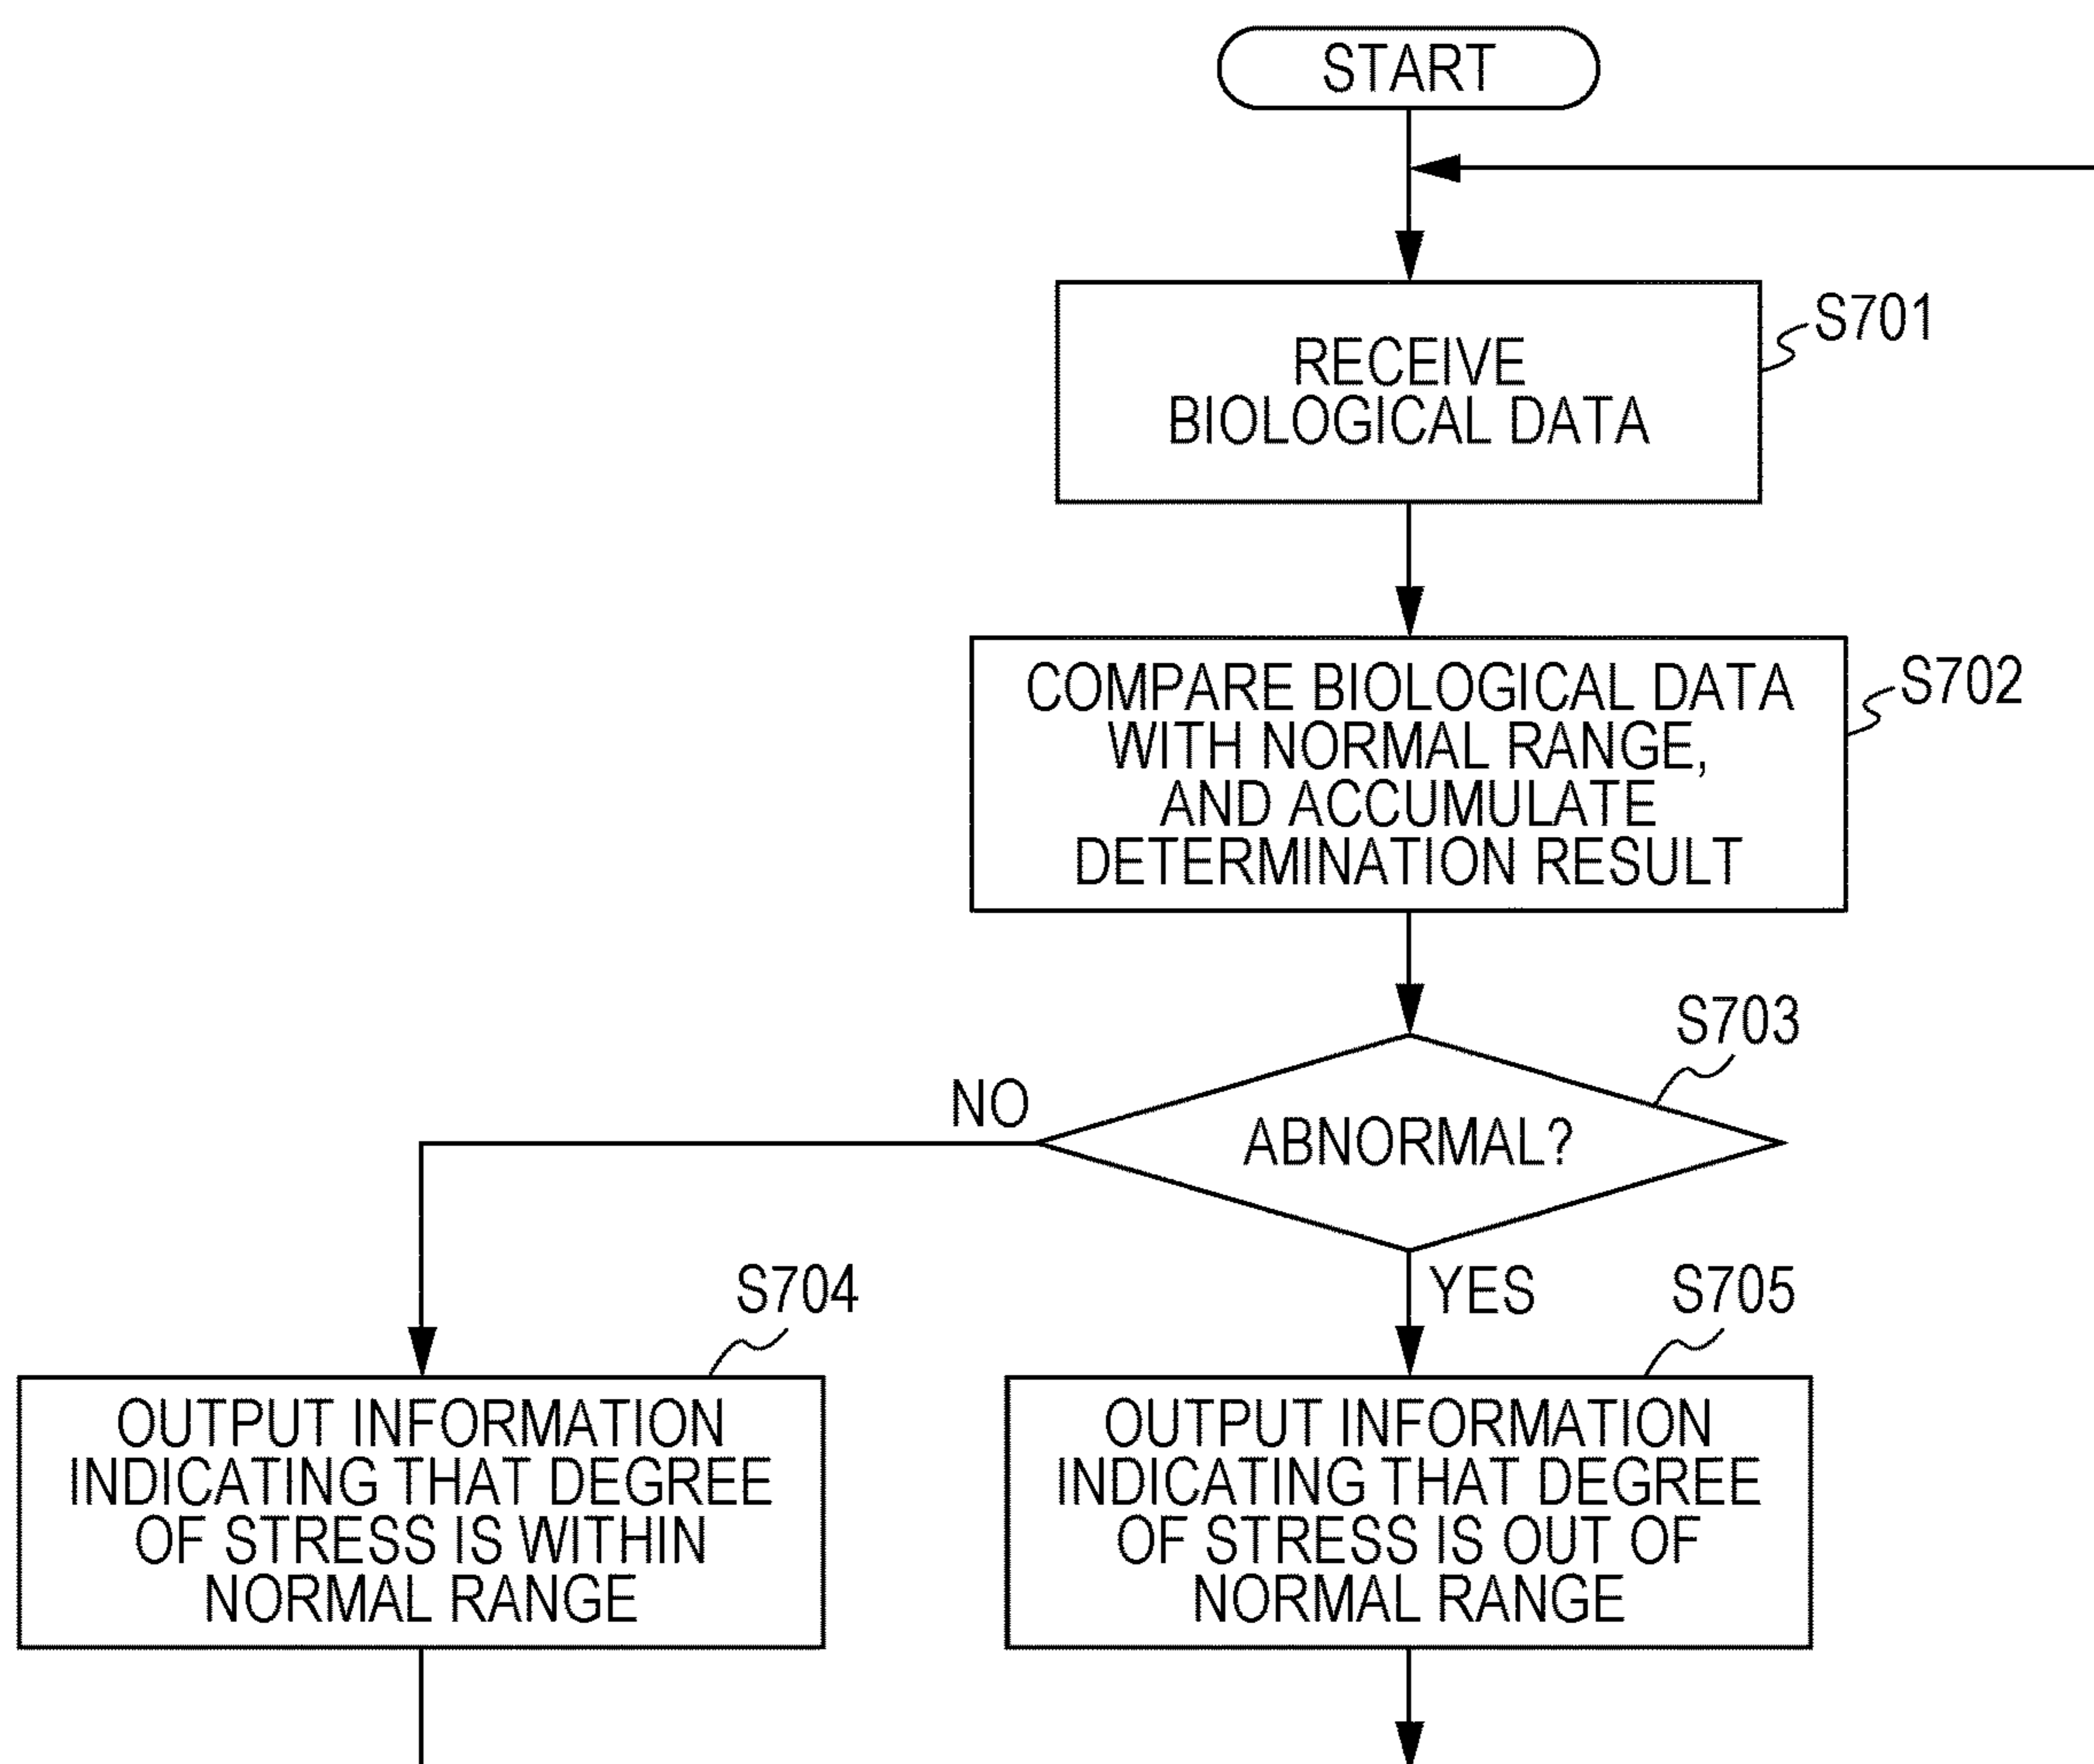 START
RECEIVE
BIOLOGICAL DATA
S701
COMPARE BIOLOGICAL DATA
WITH NORMAL RANGE,
AND ACCUMULATE
DETERMINATION RESULT
S702
S703
NO
ABNORMAL?
YES
S704
OUTPUT INFORMATION
INDICATING THAT DEGREE
OF STRESS IS WITHIN
NORMAL RANGE
S705
OUTPUT INFORMATION
INDICATING THAT DEGREE
OF STRESS IS OUT OF
NORMAL RANGE